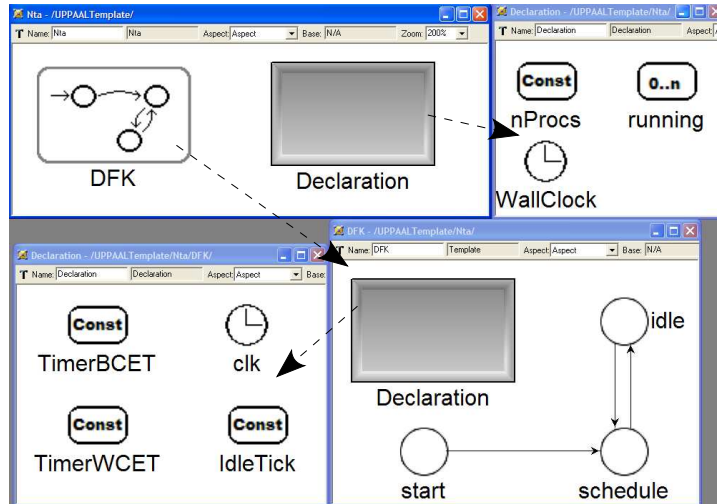 Nta - /UPPAALTemplate/
Name: Nta Nta Aspect: Aspect Base: N/A Zoom: 200%
DFK
Declaration
Declaration - /UPPAALTemplate/Nta/
Name: Declaration Declaration Aspect:
Const
0..n
nProcs
running
WallClock
Declaration - /UPPAALTemplate/Nta/DFK/
Name: Declaration Declaration Aspect: Aspect Base:
Const
TimerBCET
clk
Const
Const
TimerWCET
IdleTick
DFK - /UPPAALTemplate/Nta/
Name: DFK Template Aspect: Aspect Base: N/A
Declaration
idle
start
schedule